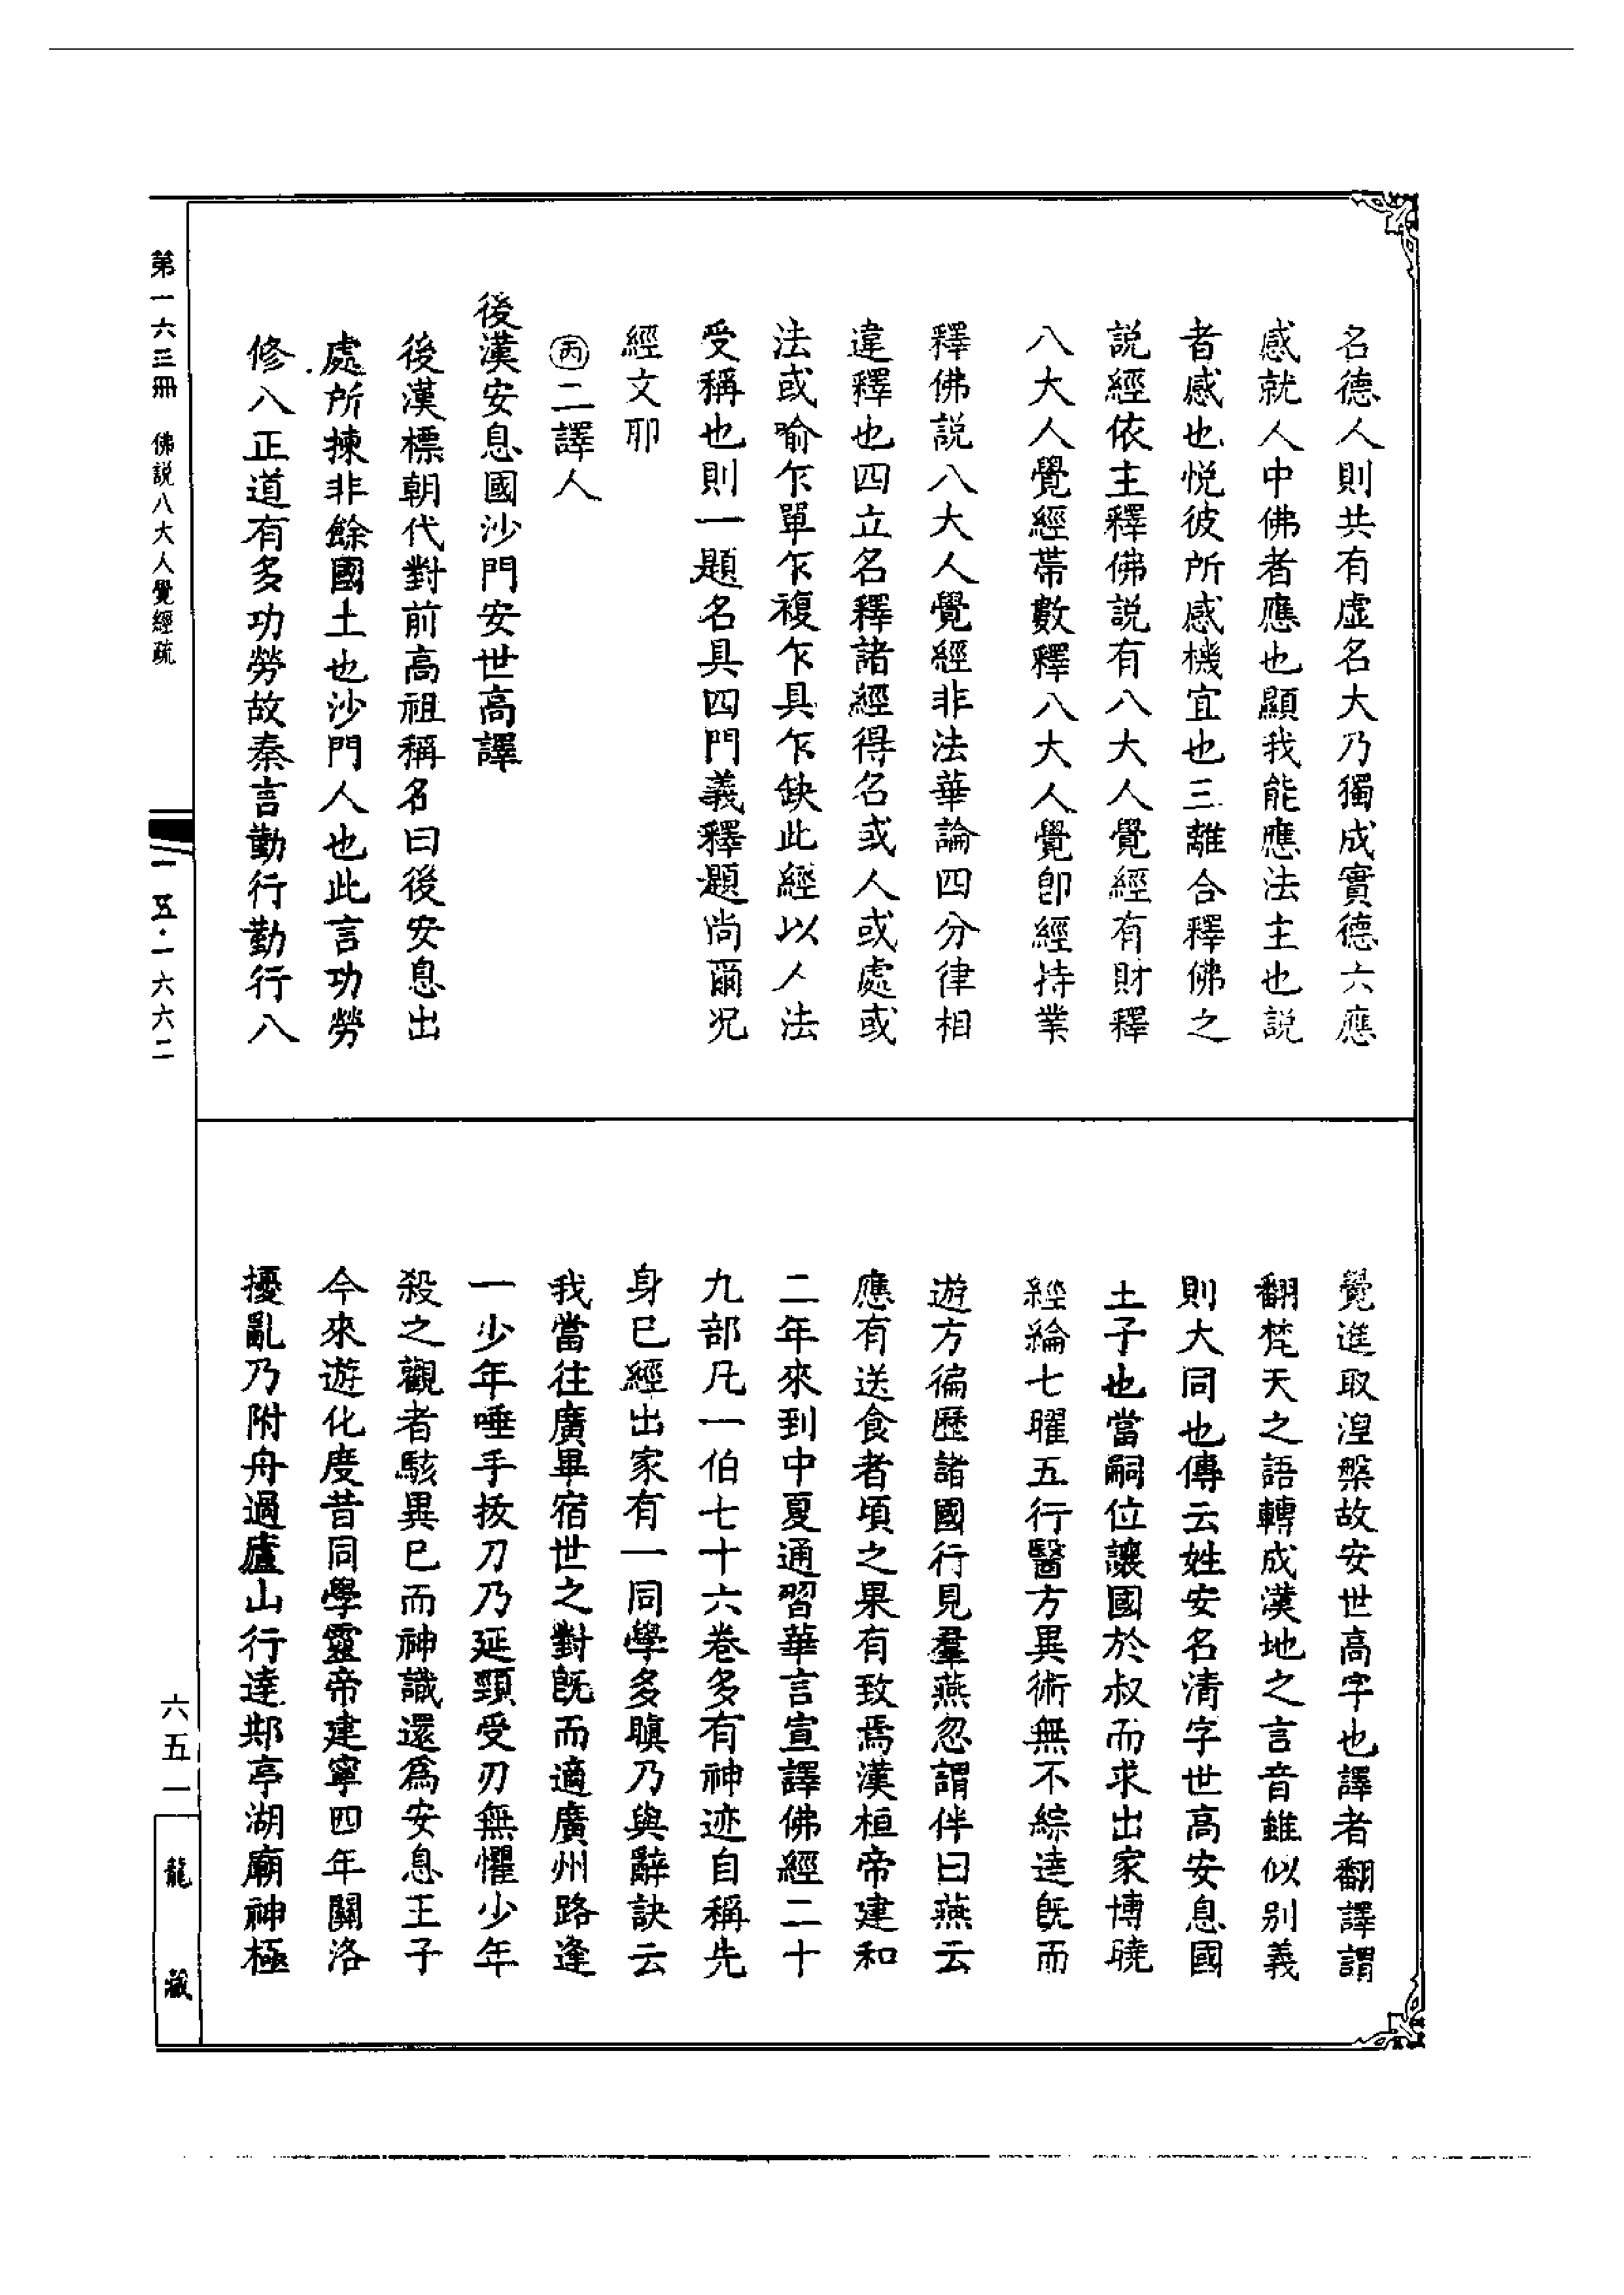 名德人則共有虛名大乃獨成實德六應
感就人中佛者應也顯我能應法主也説
者感也悦彼所感機宜也三離合釋佛之
説經依主釋佛説有八大人覺經有財釋
八大人覺經帶數釋八大人覺卽經持業
釋佛説八大人覺經非法華論四分律相
違釋也四立名釋諸經得名或人或處或
法或喻乍單乍複乍具乍缺此經以人法
受稱也則一題名具四門義釋題尚爾況
經文耶
㊅二譯人
後漢安息國沙門安世高譯
後漢標朝代對前高祖稱名曰後安息出
處所揀非餘國土也沙門人也此言功勞
修八正道有多功勞故秦言勤行勤行八
覺進取湼槃故安世高字也譯者翻譯謂
翻梵天之語轉成漢地之言音雖似别義
則大同也傳云姓安名清字世高安息國
土子也當嗣位讓國於叔而求出家博曉
經綸七曜五行醫方異術無不綜達旣而
遊方徧歷諸國行見羣燕忽謂伴曰燕云
應有送食者頃之果有致焉漢桓帝建和
二年來到中夏通習華言宣譯佛經二十
九部凡一伯七十六卷多有神迹自稱先
身巳經出家有一同學多瞋乃與辭訣云
我當往廣畢宿世之對旣而適廣州路逢
一少年唾手拔刀乃延頸受刃無懼少年
殺之觀者駭異巳而神識還爲安息王子
今來遊化度昔同學靈帝建寧四年關洛
擾亂乃附舟過廬山行達䢼亭湖廟神極
第一六三冊　佛説八大人覺經疏
一五·一六六二
六五一
龍藏